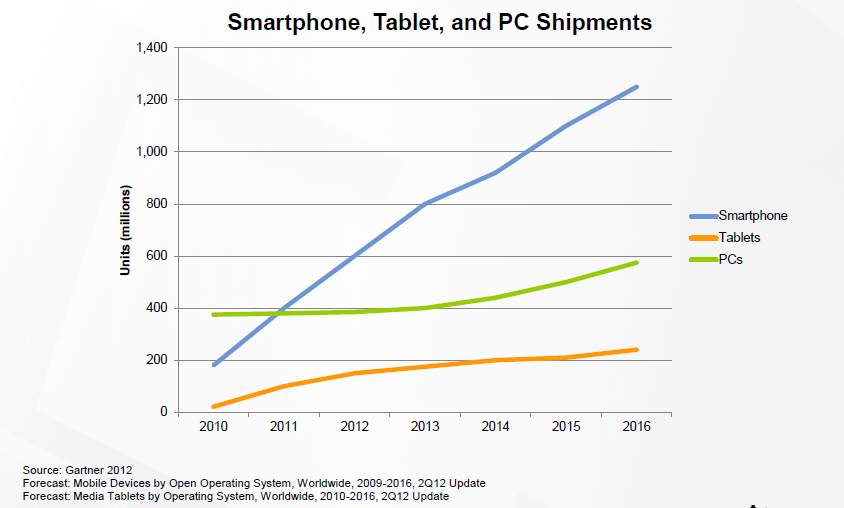 Smartphone, Tablet, and PC Shipments
1,400
1,200
1,000
800
600
400
200
0
Units (millions)
2010 2011 2012 2013 2014 2015 2016
Smartphone
Tablets
PCs
Source: Gartner 2012
Forecast: Mobile Devices by Open Operating System, Worldwide, 2009-2016, 2Q12 Update
Forecast: Media Tablets by Operating System, Worldwide, 2010-2016, 2Q12 Update